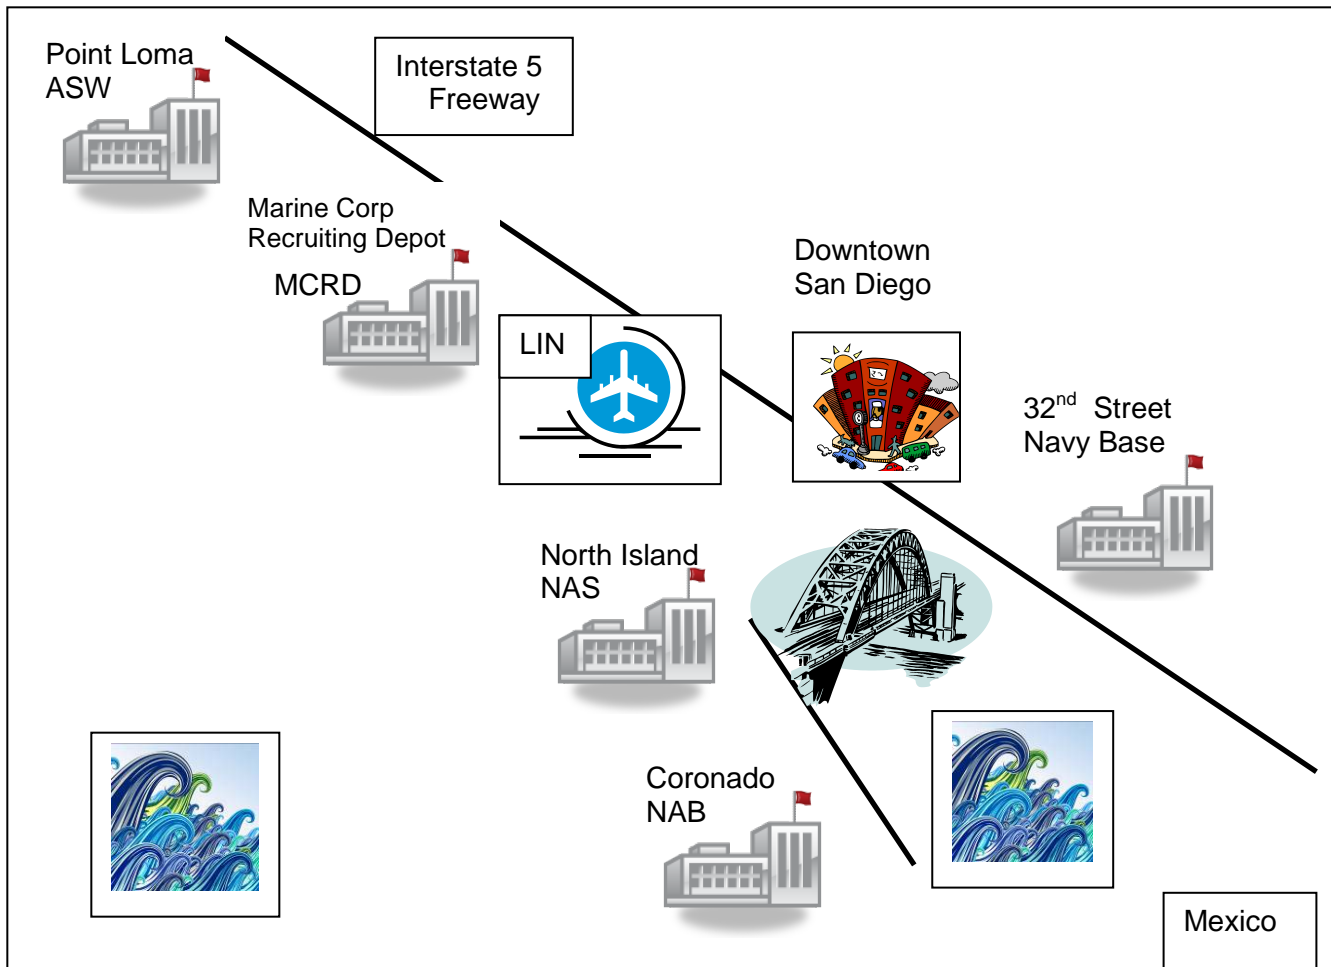 Point Loma
ASW
Interstate 5
Freeway
Marine Corp
Recruiting Depot
MCRD
LIN
Downtown
San Diego
32nd Street
Navy Base
North Island
NAS
Coronado
NAB
Mexico